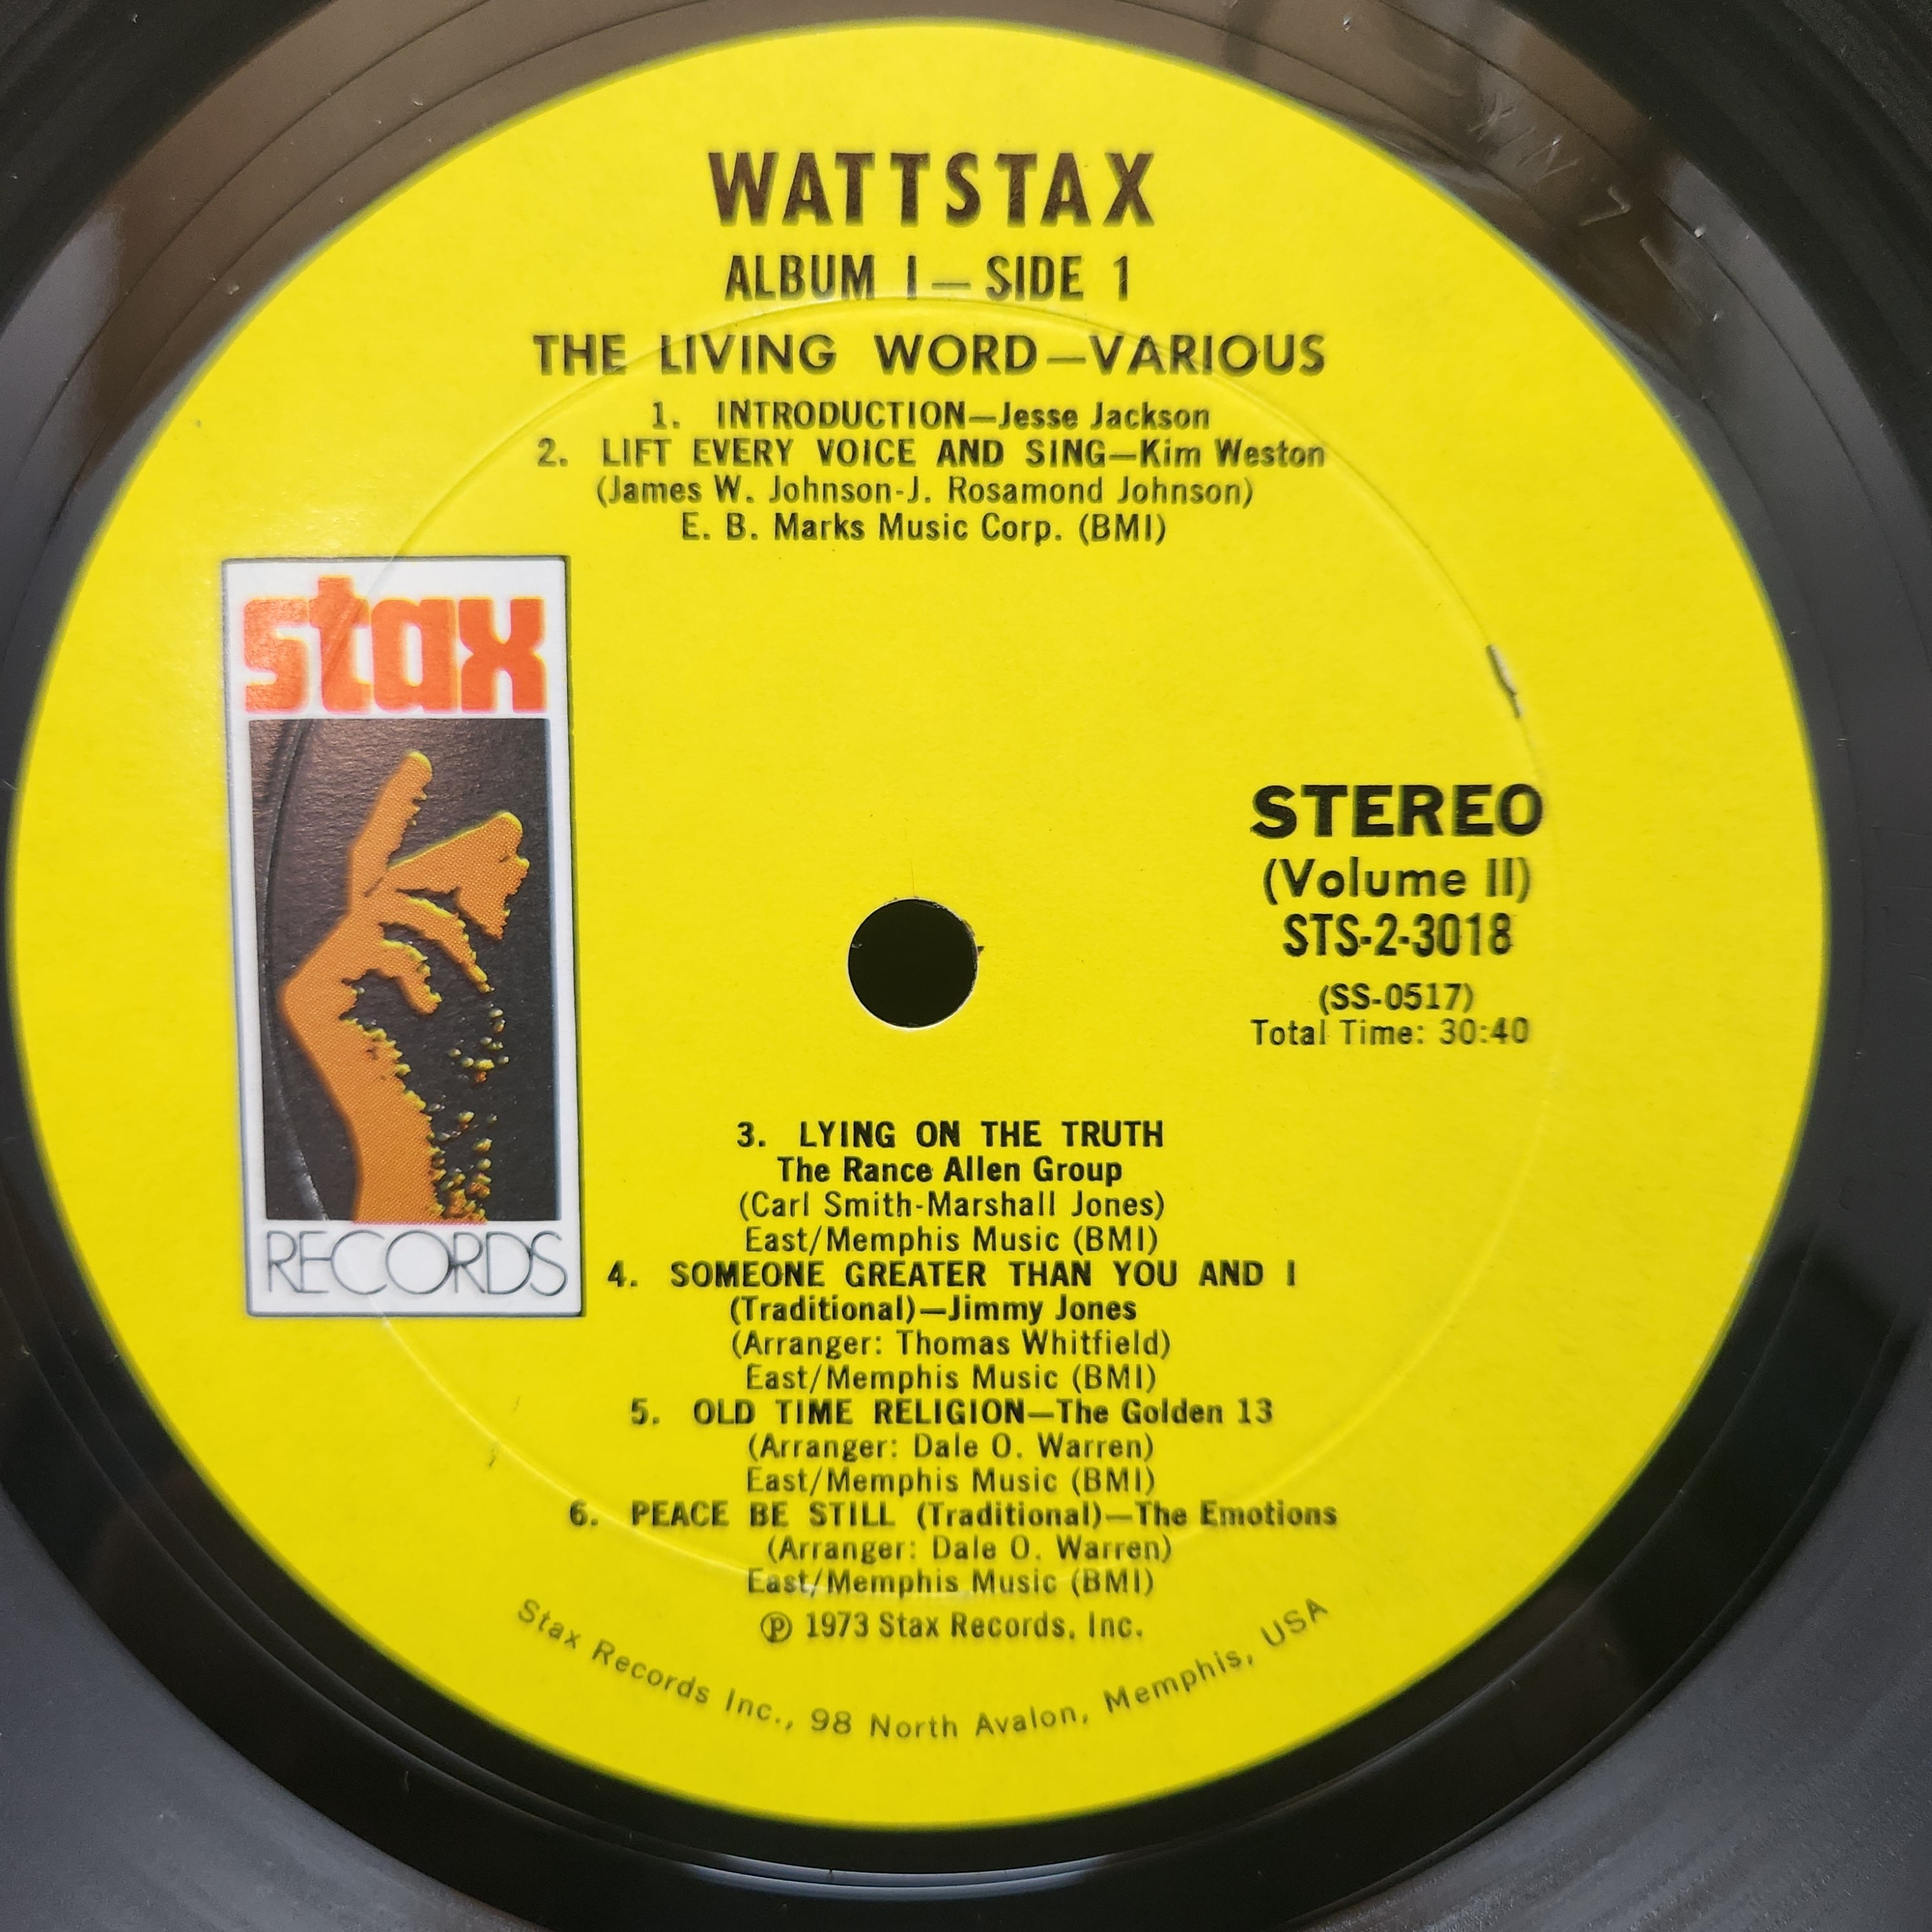 WATTSTAX
ALBUM I — SIDE 1
THE LIVING WORD—VARIOUS
1. INTRODUCTION—Jesse Jackson
2. LIFT EVERY VOICE AND SING—Kim Weston
(James W. Johnson-J. Rosamond Johnson)
E. B. Marks Music Corp. (BMI)
stax
RECORDS
STEREO
(Volume II)
STS-2-3018
(SS-0517)
Total Time: 30:40
3. LYING ON THE TRUTH
The Rance Allen Group
(Carl Smith-Marshall Jones)
East/Memphis Music (BMI)
4. SOMEONE GREATER THAN YOU AND I
(Traditional)—Jimmy Jones
(Arranger: Thomas Whitfield)
East/Memphis Music (BMI)
5. OLD TIME RELIGION—The Golden 13
(Arranger: Dale O. Warren)
East/Memphis Music (BMI)
6. PEACE BE STILL (Traditional)—The Emotions
(Arranger: Dale O. Warren)
East/Memphis Music (BMI)
℗ 1973 Stax Records, Inc.
Stax Records Inc., 98 North Avalon, Memphis, USA